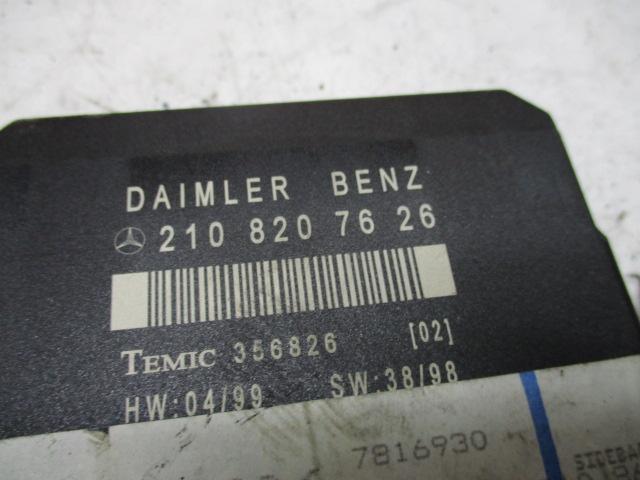 DAIMLER BENZ
210 820 76 26
TEMIC 356826 [02]
HW:04/99 SW:38/98
7816930